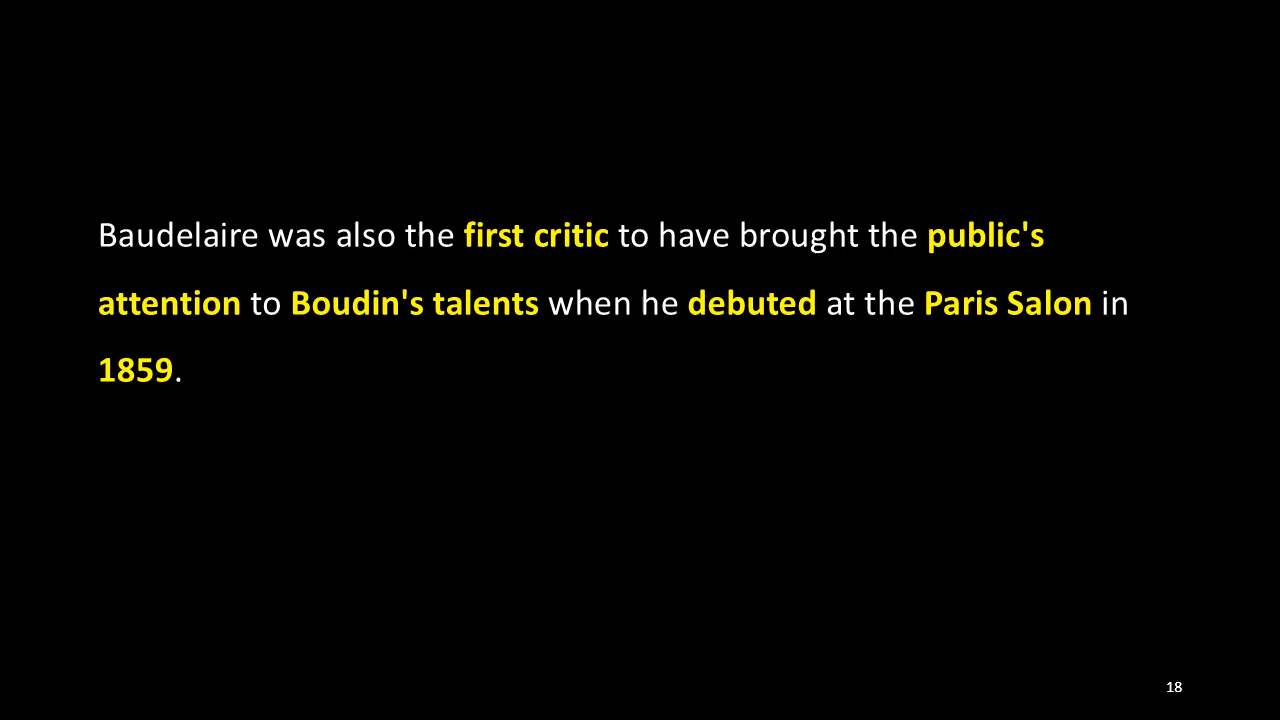 Baudelaire was also the first critic to have brought the public's
attention to Boudin's talents when he debuted at the Paris Salon in
1859.
18